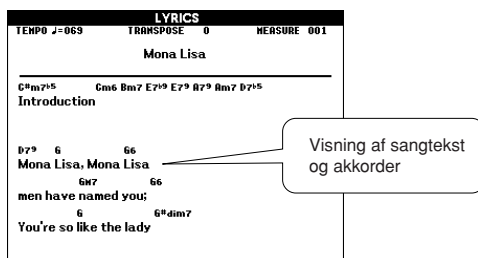 LYRICS
TEMPO ♩=069 TRANSPOSE 0 MEASURE 001
Mona Lisa
C#m7♭5 Cm6 Bm7 E7♭9 E79 A79 Am7 D7♭5
Introduction
D79 G G6
Mona Lisa, Mona Lisa
GM7 G6
men have named you;
G G#dim7
You're so like the lady
Visning af sangtekst
og akkorder